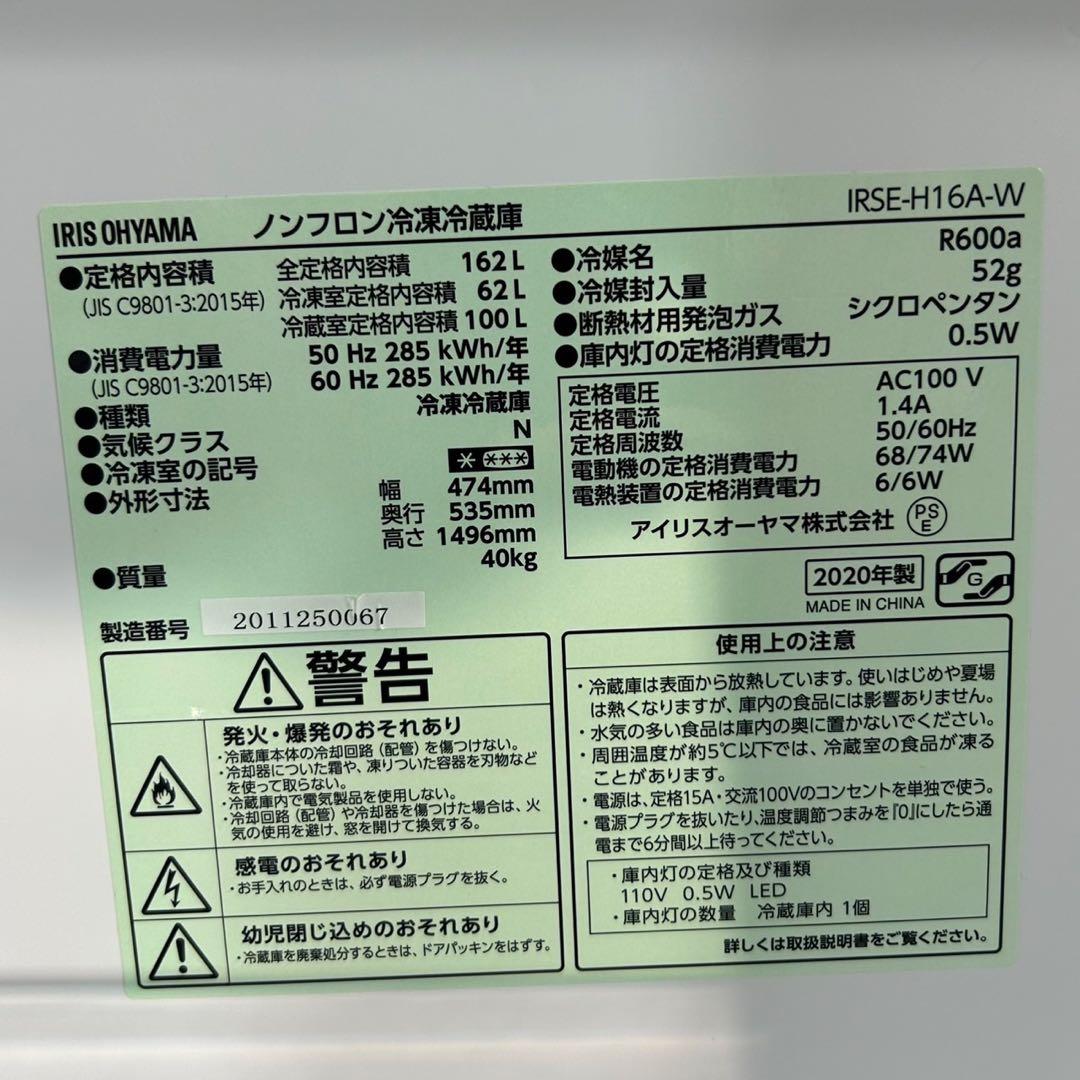 IRIS OHYAMA ノンフロン冷凍冷蔵庫 IRSE-H16A-W
●定格内容積 全定格内容積 162 L
(JIS C9801-3:2015年) 冷凍室定格内容積 62 L
冷蔵室定格内容積 100 L
●消費電力量 50 Hz 285 kWh/年
(JIS C9801-3:2015年) 60 Hz 285 kWh/年
●種類 冷凍冷蔵庫
●気候クラス N
●冷凍室の記号 * ***
●外形寸法 幅 474mm
奥行 535mm
高さ 1496mm
●質量 40kg
製造番号 2011250067
●冷媒名 R600a
●冷媒封入量 52g
●断熱材用発泡ガス シクロペンタン
●庫内灯の定格消費電力 0.5W
定格電圧 AC100 V
定格電流 1.4A
定格周波数 50/60Hz
電動機の定格消費電力 68/74W
電熱装置の定格消費電力 6/6W
アイリスオーヤマ株式会社 PSE
2020年製 G
MADE IN CHINA
警告
発火・爆発のおそれあり
・冷蔵庫本体の冷却回路（配管）を傷つけない。
・冷却器についた霜や、凍りついた容器を刃物など
を使って取らない。
・冷蔵庫内で電気製品を使用しない。
・冷却回路（配管）や冷却器を傷つけた場合は、火
気の使用を避け、窓を開けて換気する。
感電のおそれあり
・お手入れのときは、必ず電源プラグを抜く。
幼児閉じ込めのおそれあり
・冷蔵庫を廃棄処分するときは、ドアパッキンをはずす。
使用上の注意
・冷蔵庫は表面から放熱しています。使いはじめや夏場
は熱くなりますが、庫内の食品には影響ありません。
・水気の多い食品は庫内の奥に置かないでください。
・周囲温度が約5℃以下では、冷蔵室の食品が凍る
ことがあります。
・電源は、定格15A・交流100Vのコンセントを単独で使う。
・電源プラグを抜いたり、温度調節つまみを『0』にしたら通
電まで6分間以上待ってください。
・庫内灯の定格及び種類
110V 0.5W LED
・庫内灯の数量 冷蔵庫内 1個
詳しくは取扱説明書をご覧ください。